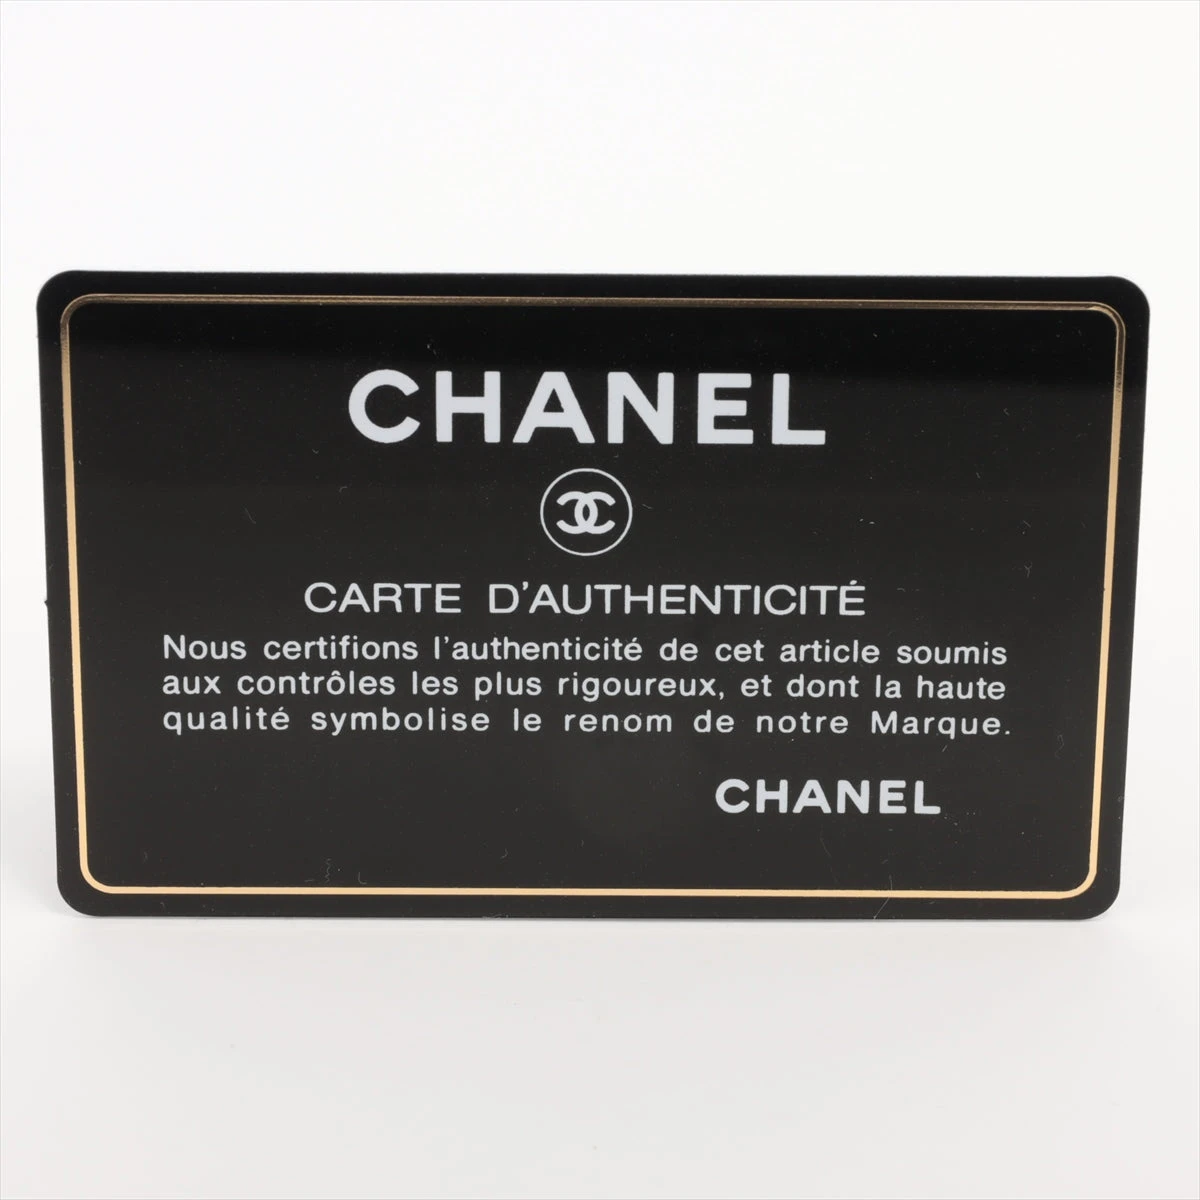 CHANEL
CARTE D'AUTHENTICITÉ
Nous certifions l'authenticité de cet article soumis
aux contrôles les plus rigoureux, et dont la haute
qualité symbolise le renom de notre Marque.
CHANEL